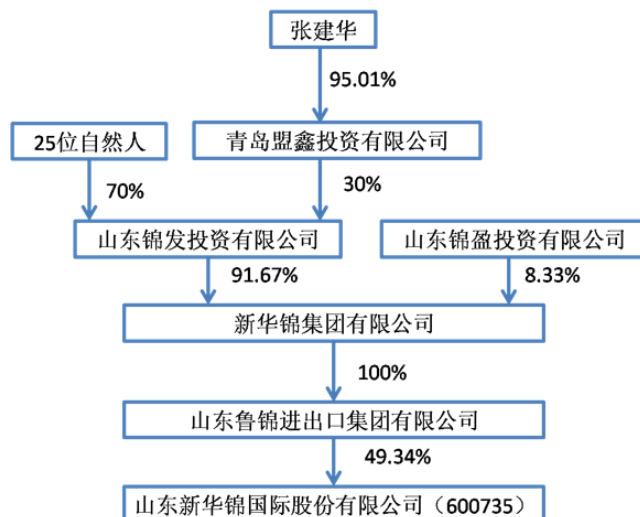 张建华
95.01%
25位自然人
青岛盟鑫投资有限公司
70%
30%
山东锦发投资有限公司
山东锦盈投资有限公司
91.67%
8.33%
新华锦集团有限公司
100%
山东鲁锦进出口集团有限公司
49.34%
山东新华锦国际股份有限公司（600735）